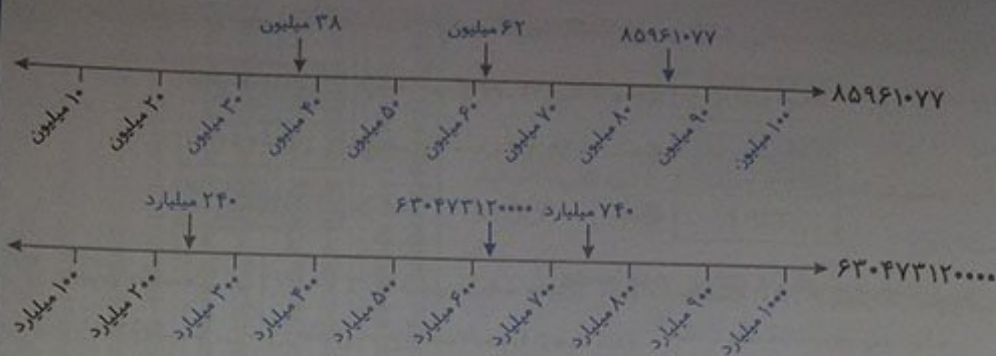 ۳۸ میلیون ۶۲ میلیون ۸۵۹۶۱۰۷۷
۸۵۹۶۱۰۷۷
۱۰ میلیون ۲۰ میلیون ۳۰ میلیون ۴۰ میلیون ۵۰ میلیون ۶۰ میلیون ۷۰ میلیون ۸۰ میلیون ۹۰ میلیون ۱۰۰ میلیون
۲۴۰ میلیارد ۶۳۰۴۷۳۱۲۰۰۰۰ ۷۴۰ میلیارد
۶۳۰۴۷۳۱۲۰۰۰۰
۱۰۰ میلیارد ۲۰۰ میلیارد ۳۰۰ میلیارد ۴۰۰ میلیارد ۵۰۰ میلیارد ۶۰۰ میلیارد ۷۰۰ میلیارد ۸۰۰ میلیارد ۹۰۰ میلیارد ۱۰۰۰ میلیارد